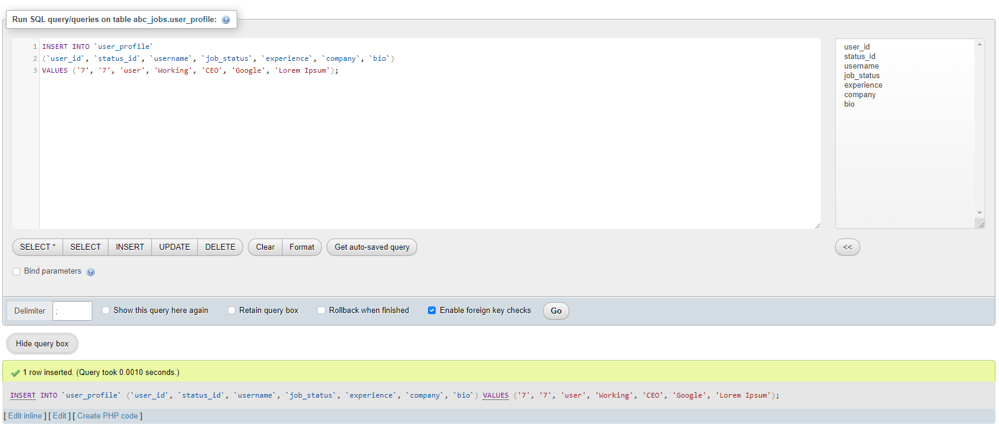 Run SQL query/queries on table abc_jobs.user_profile:
1 INSERT INTO `user_profile`
2 (`user_id`, `status_id`, `username`, `job_status`, `experience`, `company`, `bio`)
3 VALUES ('7', '7', 'user', 'Working', 'CEO', 'Google', 'Lorem Ipsum');
user_id
status_id
username
job_status
experience
company
bio
SELECT * SELECT INSERT UPDATE DELETE Clear Format Get auto-saved query <<
Bind parameters
Delimiter ; Show this query here again Retain query box Rollback when finished Enable foreign key checks Go
Hide query box
1 row inserted. (Query took 0.0010 seconds.)
INSERT INTO `user_profile` (`user_id`, `status_id`, `username`, `job_status`, `experience`, `company`, `bio`) VALUES ('7', '7', 'user', 'Working', 'CEO', 'Google', 'Lorem Ipsum');
[ Edit inline ] [ Edit ] [ Create PHP code ]